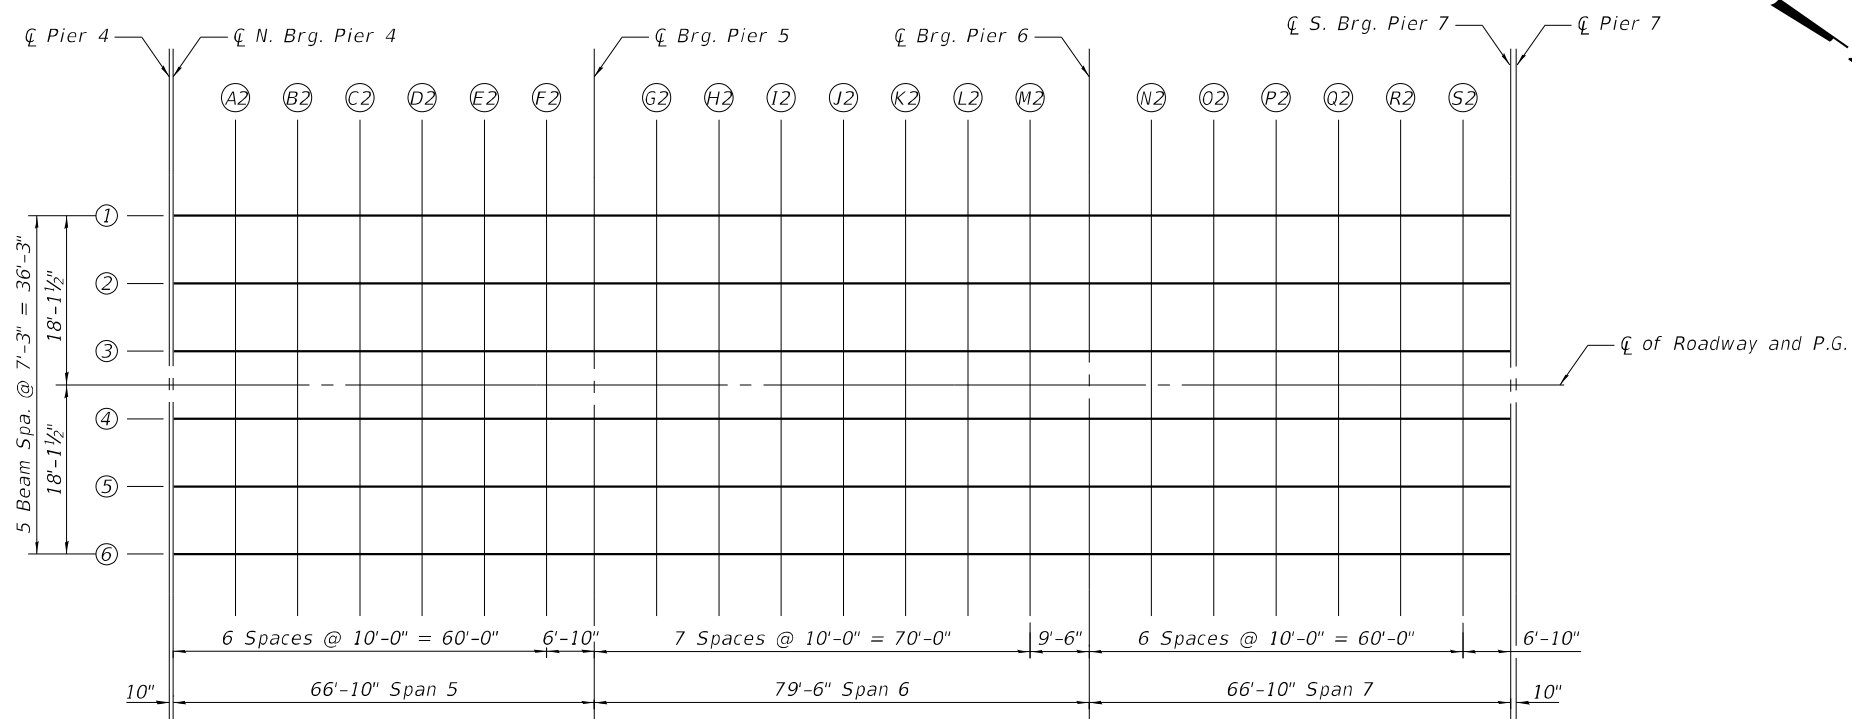 ℄ Pier 4
℄ N. Brg. Pier 4
℄ Brg. Pier 5
℄ Brg. Pier 6
℄ S. Brg. Pier 7
℄ Pier 7
A2 B2 C2 D2 E2 F2 G2 H2 I2 J2 K2 L2 M2 N2 O2 P2 Q2 R2 S2
1
2
3
4
5
6
5 Beam Spa. @ 7'-3" = 36'-3"
18'-1½"
18'-1½"
℄ of Roadway and P.G.
6 Spaces @ 10'-0" = 60'-0"
6'-10"
7 Spaces @ 10'-0" = 70'-0"
9'-6"
6 Spaces @ 10'-0" = 60'-0"
6'-10"
10"
66'-10" Span 5
79'-6" Span 6
66'-10" Span 7
10"